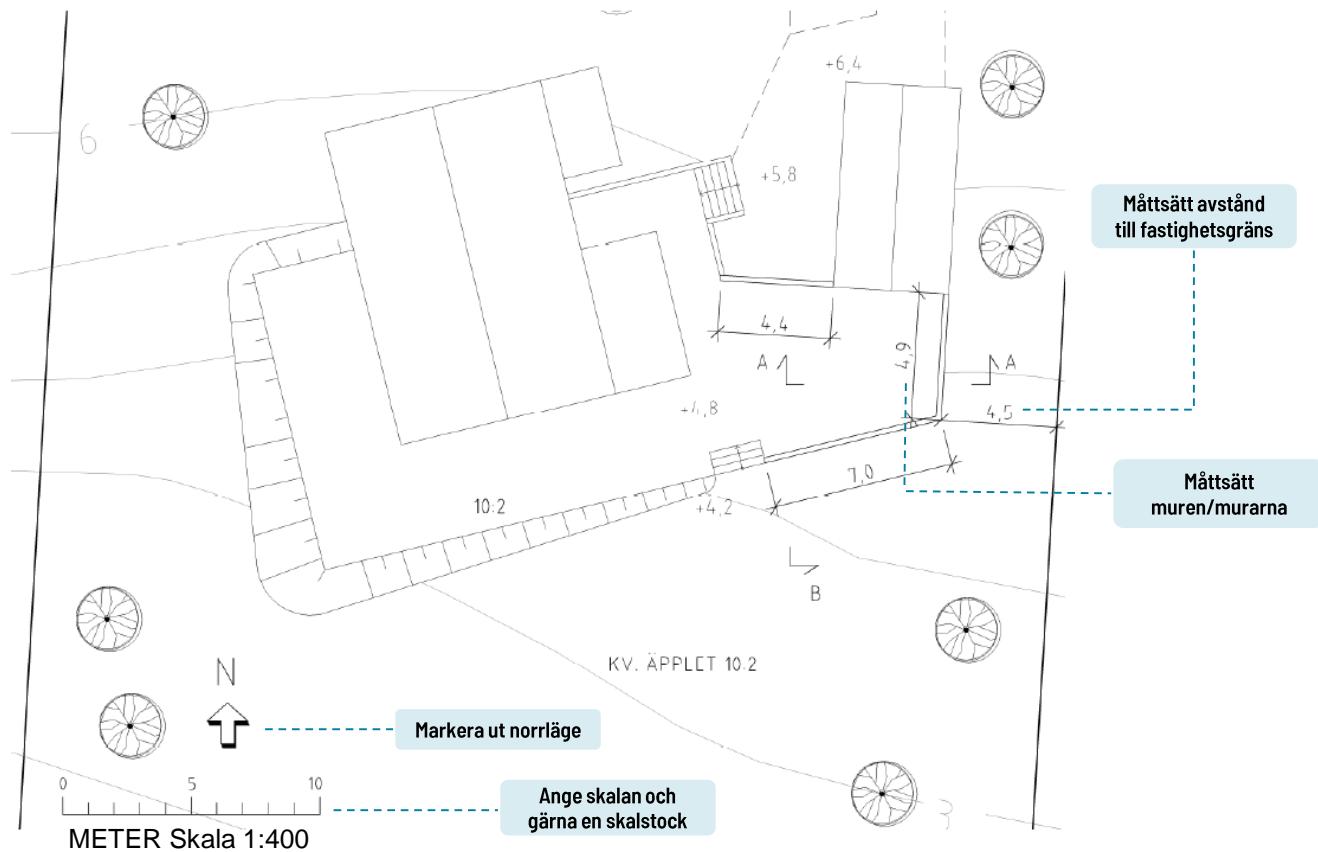 +6,4
6
+5,8
Måttsätt avstånd
till fastighetsgräns
4,4
4,9
A
A
+4,8
4,5
7,0
Måttsätt
muren/murarna
10:2
+4,2
B
KV. ÄPPLET 10:2
N
Markera ut norrläge
0 5 10
Ange skalan och
gärna en skalstock
3
METER Skala 1:400